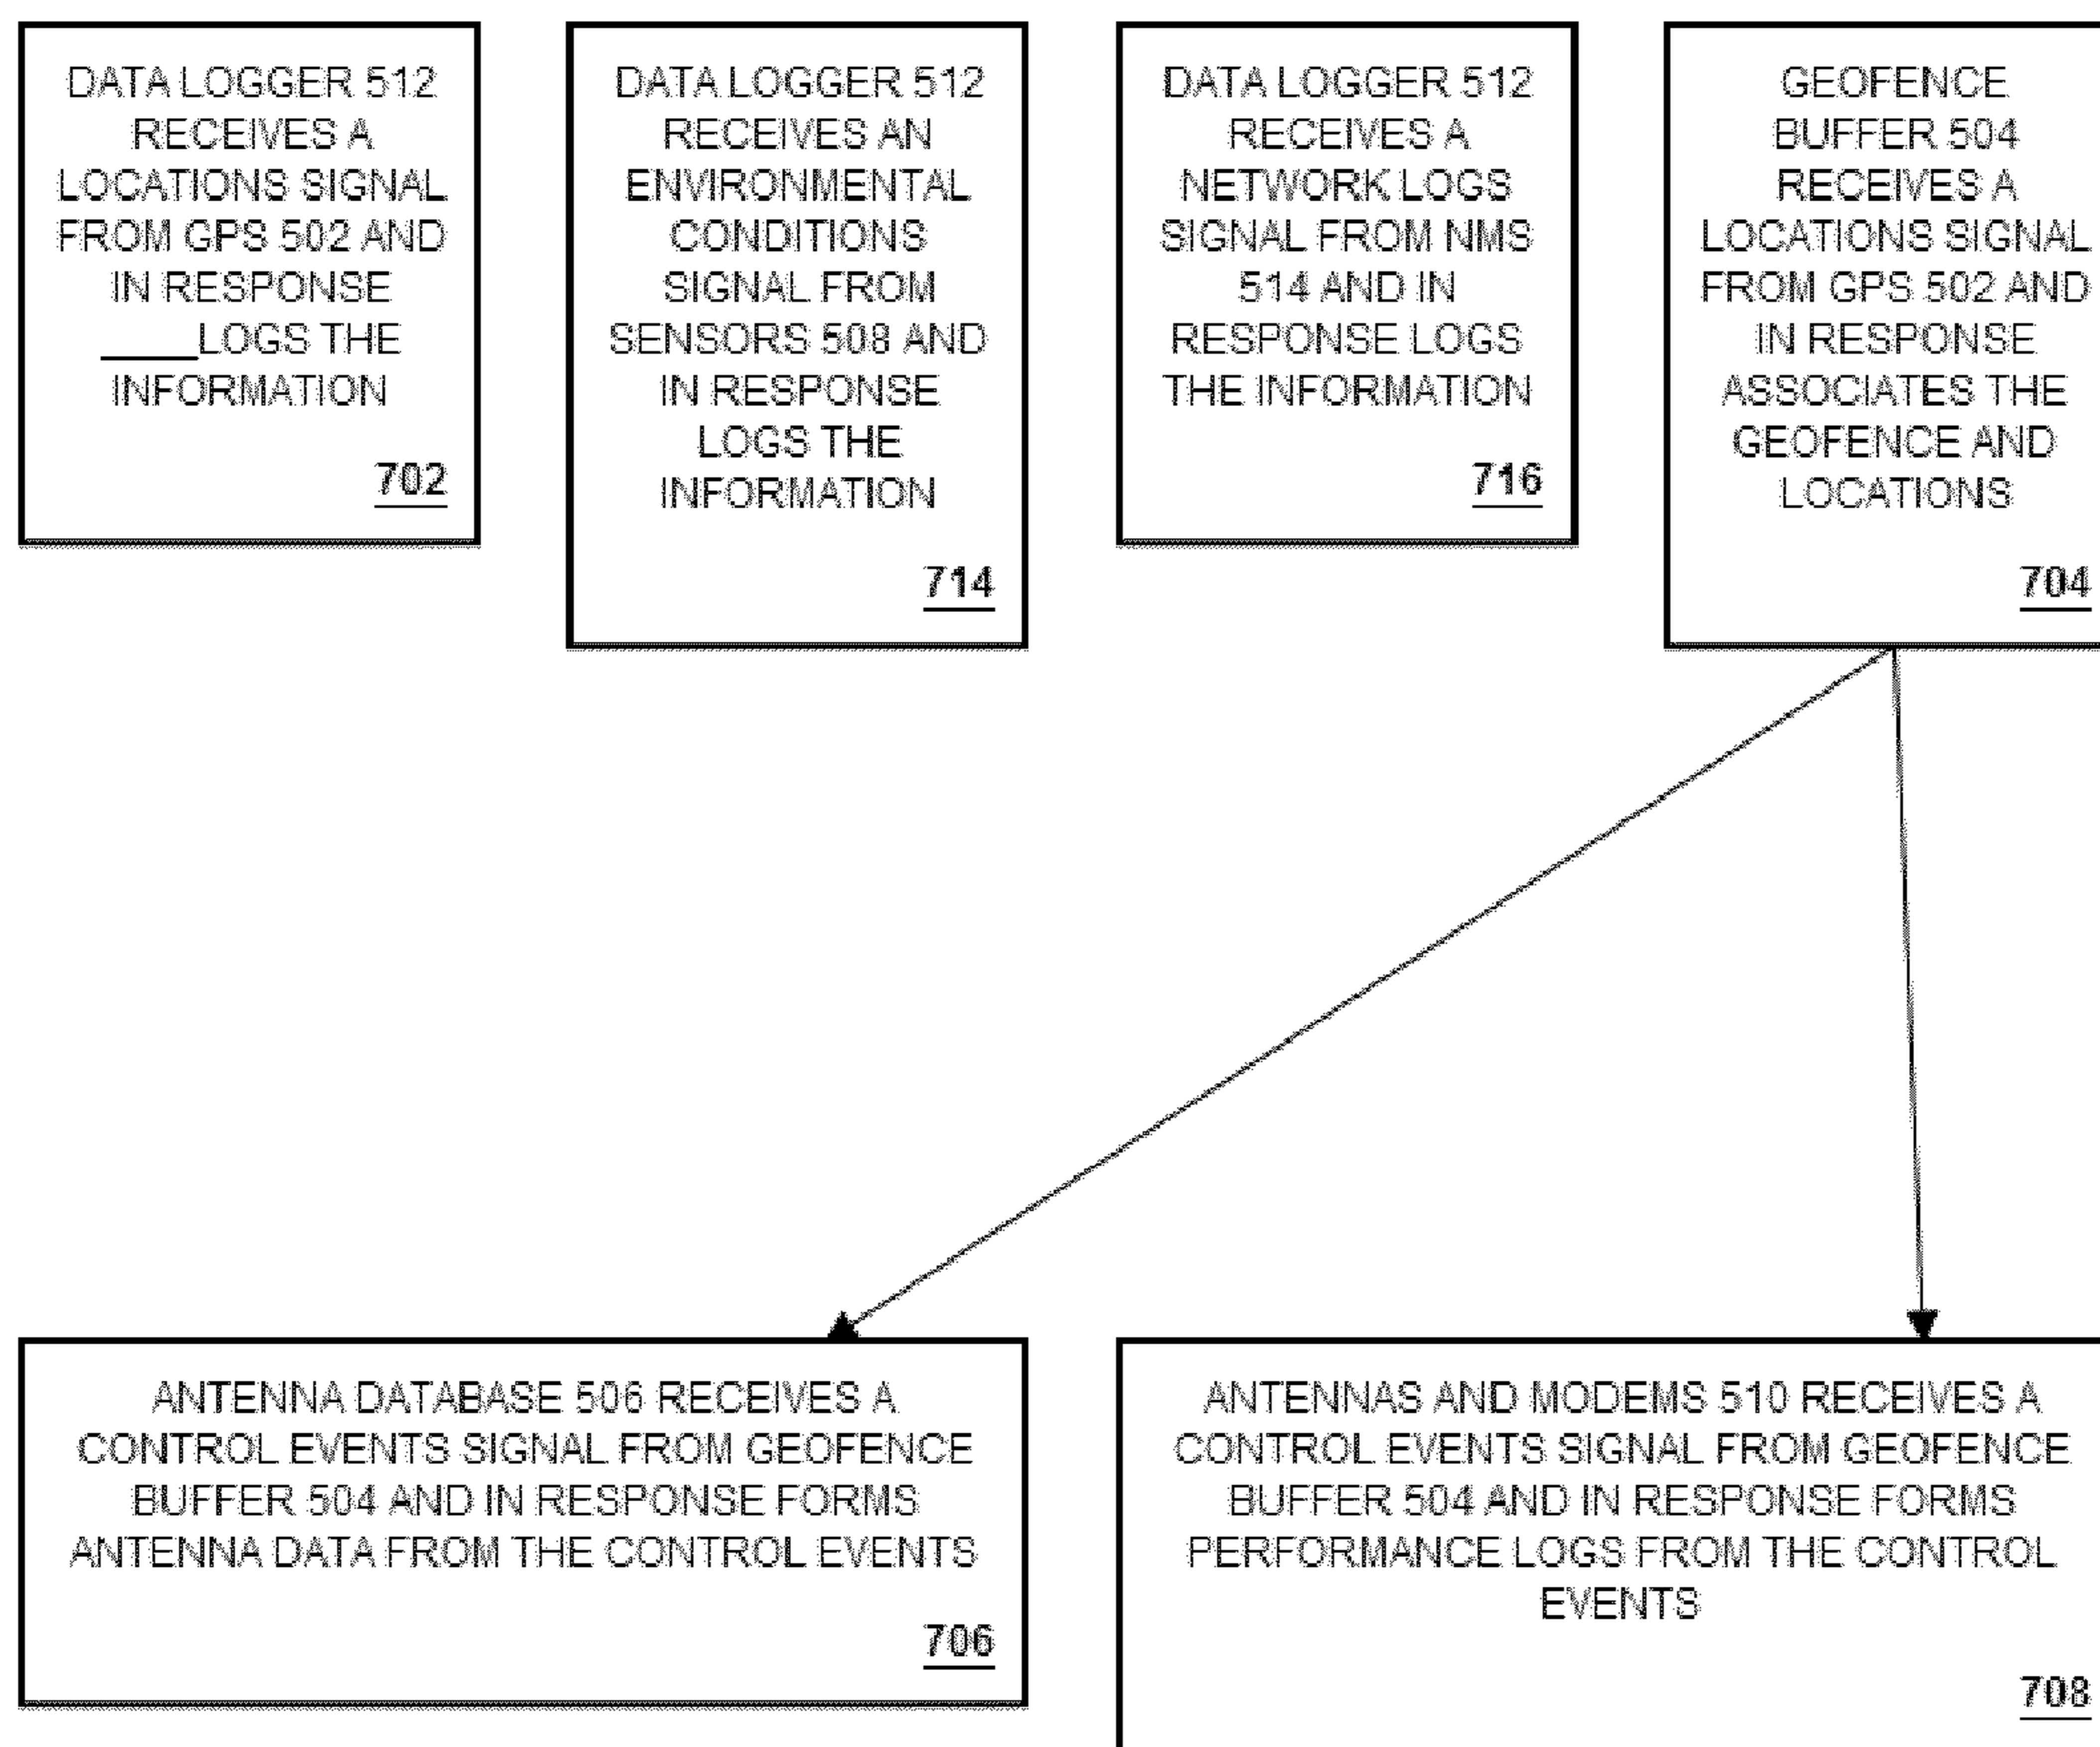 DATA LOGGER 512
RECEIVES A
LOCATIONS SIGNAL
FROM GPS 502 AND
IN RESPONSE
_____LOGS THE
INFORMATION
702
DATA LOGGER 512
RECEIVES AN
ENVIRONMENTAL
CONDITIONS
SIGNAL FROM
SENSORS 508 AND
IN RESPONSE
LOGS THE
INFORMATION
714
DATA LOGGER 512
RECEIVES A
NETWORK LOGS
SIGNAL FROM NMS
514 AND IN
RESPONSE LOGS
THE INFORMATION
716
GEOFENCE
BUFFER 504
RECEIVES A
LOCATIONS SIGNAL
FROM GPS 502 AND
IN RESPONSE
ASSOCIATES THE
GEOFENCE AND
LOCATIONS
704
ANTENNA DATABASE 506 RECEIVES A
CONTROL EVENTS SIGNAL FROM GEOFENCE
BUFFER 504 AND IN RESPONSE FORMS
ANTENNA DATA FROM THE CONTROL EVENTS
706
ANTENNAS AND MODEMS 510 RECEIVES A
CONTROL EVENTS SIGNAL FROM GEOFENCE
BUFFER 504 AND IN RESPONSE FORMS
PERFORMANCE LOGS FROM THE CONTROL
EVENTS
708